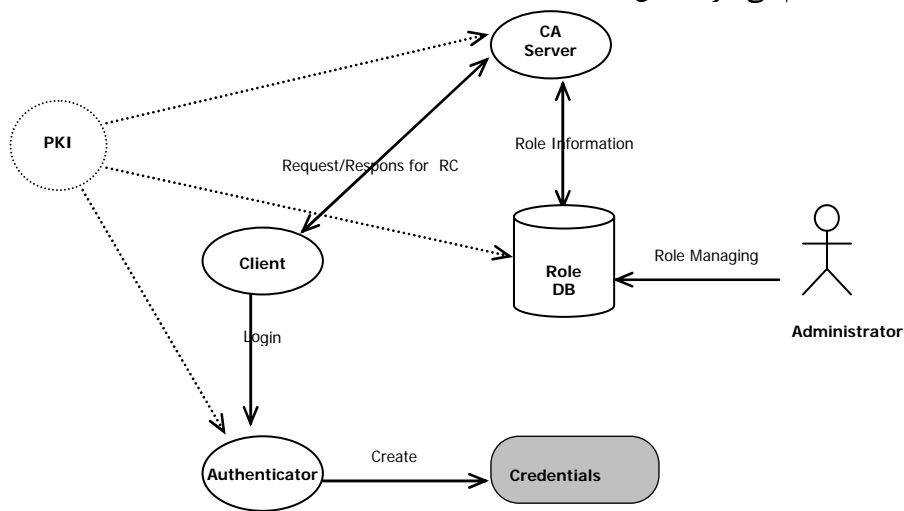 CA
Server
PKI
Role Information
Request/Respons for RC
Client
Role
DB
Role Managing
Administrator
Login
Authenticator
Create
Credentials